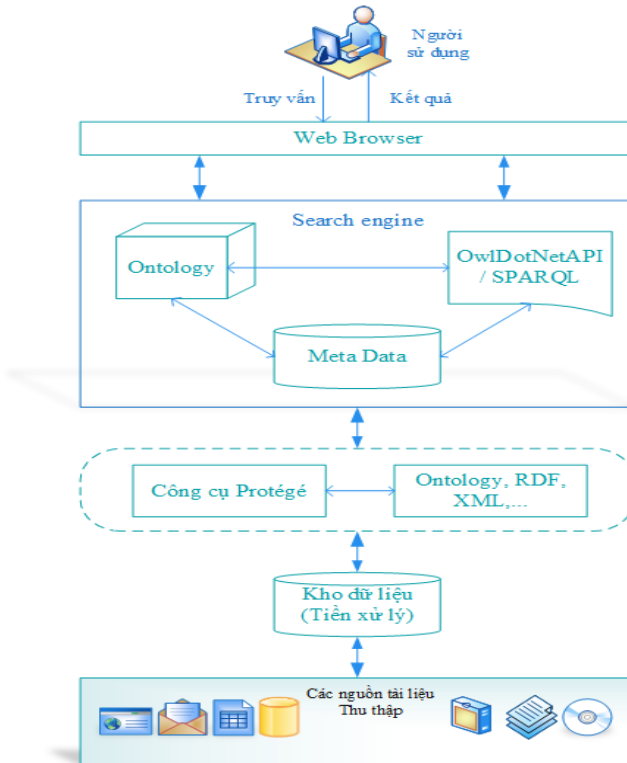 Người
sử dụng
Truy vấn
Kết quả
Web Browser
Search engine
Ontology
OwlDotNetAPI
/ SPARQL
Meta Data
Công cụ Protégé
Ontology, RDF,
XML,...
Kho dữ liệu
(Tiền xử lý)
Các nguồn tài liệu
Thu thập